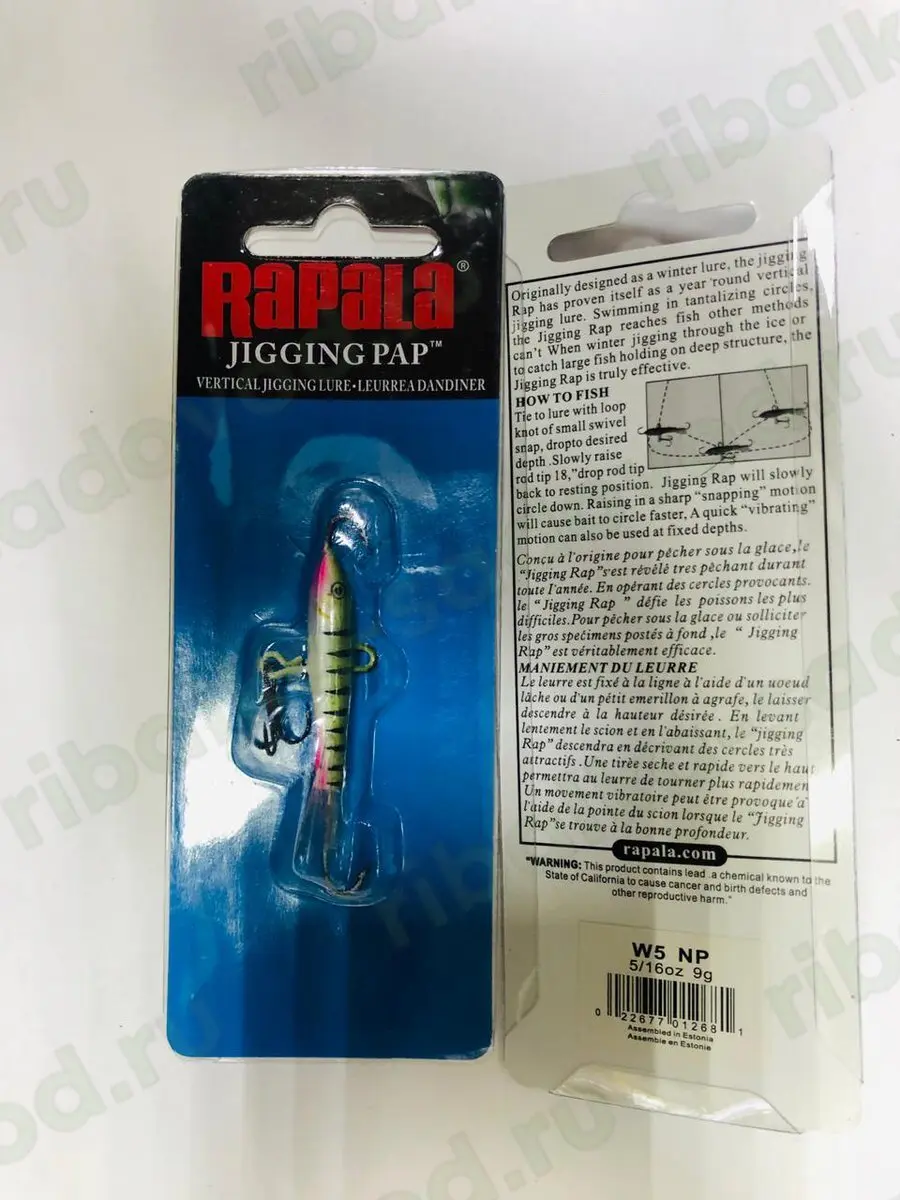 RAPALA®
JIGGING PAP™
VERTICAL JIGGING LURE•LEURREA DANDINER
Originally designed as a winter lure, the jigging
Rap has proven itself as a year 'round vertical
jigging lure. Swimming in tantalizing circles,
the Jigging Rap reaches fish other methods
can't When winter jigging through the ice or
to catch large fish holding on deep structure, the
Jigging Rap is truly effective.
HOW TO FISH
Tie to lure with loop
knot of small swivel
snap, dropto desired
depth .Slowly raise
rod tip 18,"drop rod tip
back to resting position. Jigging Rap will slowly
circle down. Raising in a sharp "snapping" motion
will cause bait to circle faster. A quick "vibrating"
motion can also be used at fixed depths.
Conçu à l'origine pour pêcher sous la glace,le
"Jigging Rap"s'est révélé tres pèchant durant
toute l'année. En opérant des cercles provocants.
le "Jigging Rap " défie les poissons les plus
difficiles.Pour pêcher sous la glace ou solliciter
les gros specimens postés à fond ,le " Jigging
Rap" est véritablement efficace.
MANIEMENT DU LEURRE
Le leurre est fixé à la ligne à l'aide d'un uoeud
lâche ou d'un pétit emerillon à agrafe, le laisser
descendre à la hauteur désirée . En levant
lentement le scion et en l'abaissant, le "jigging
Rap" descendra en décrivant des cercles très
attractifs .Une tirèe seche et rapide vers le haut
permettra au leurre de tourner plus rapidemen
Un movement vibratoire peut être provoque'a'
l'aide de la pointe du scion lorsque le "Jigging
Rap"se trouve à la bonne profondeur.
rapala.com
"WARNING: This product contains lead .a chemical known to the
State of California to cause cancer and birth defects and
other reproductive harm."
W5 NP
5/16oz 9g
0 22677 01268 1
Assembled in Estonia
Assemble en Estonie